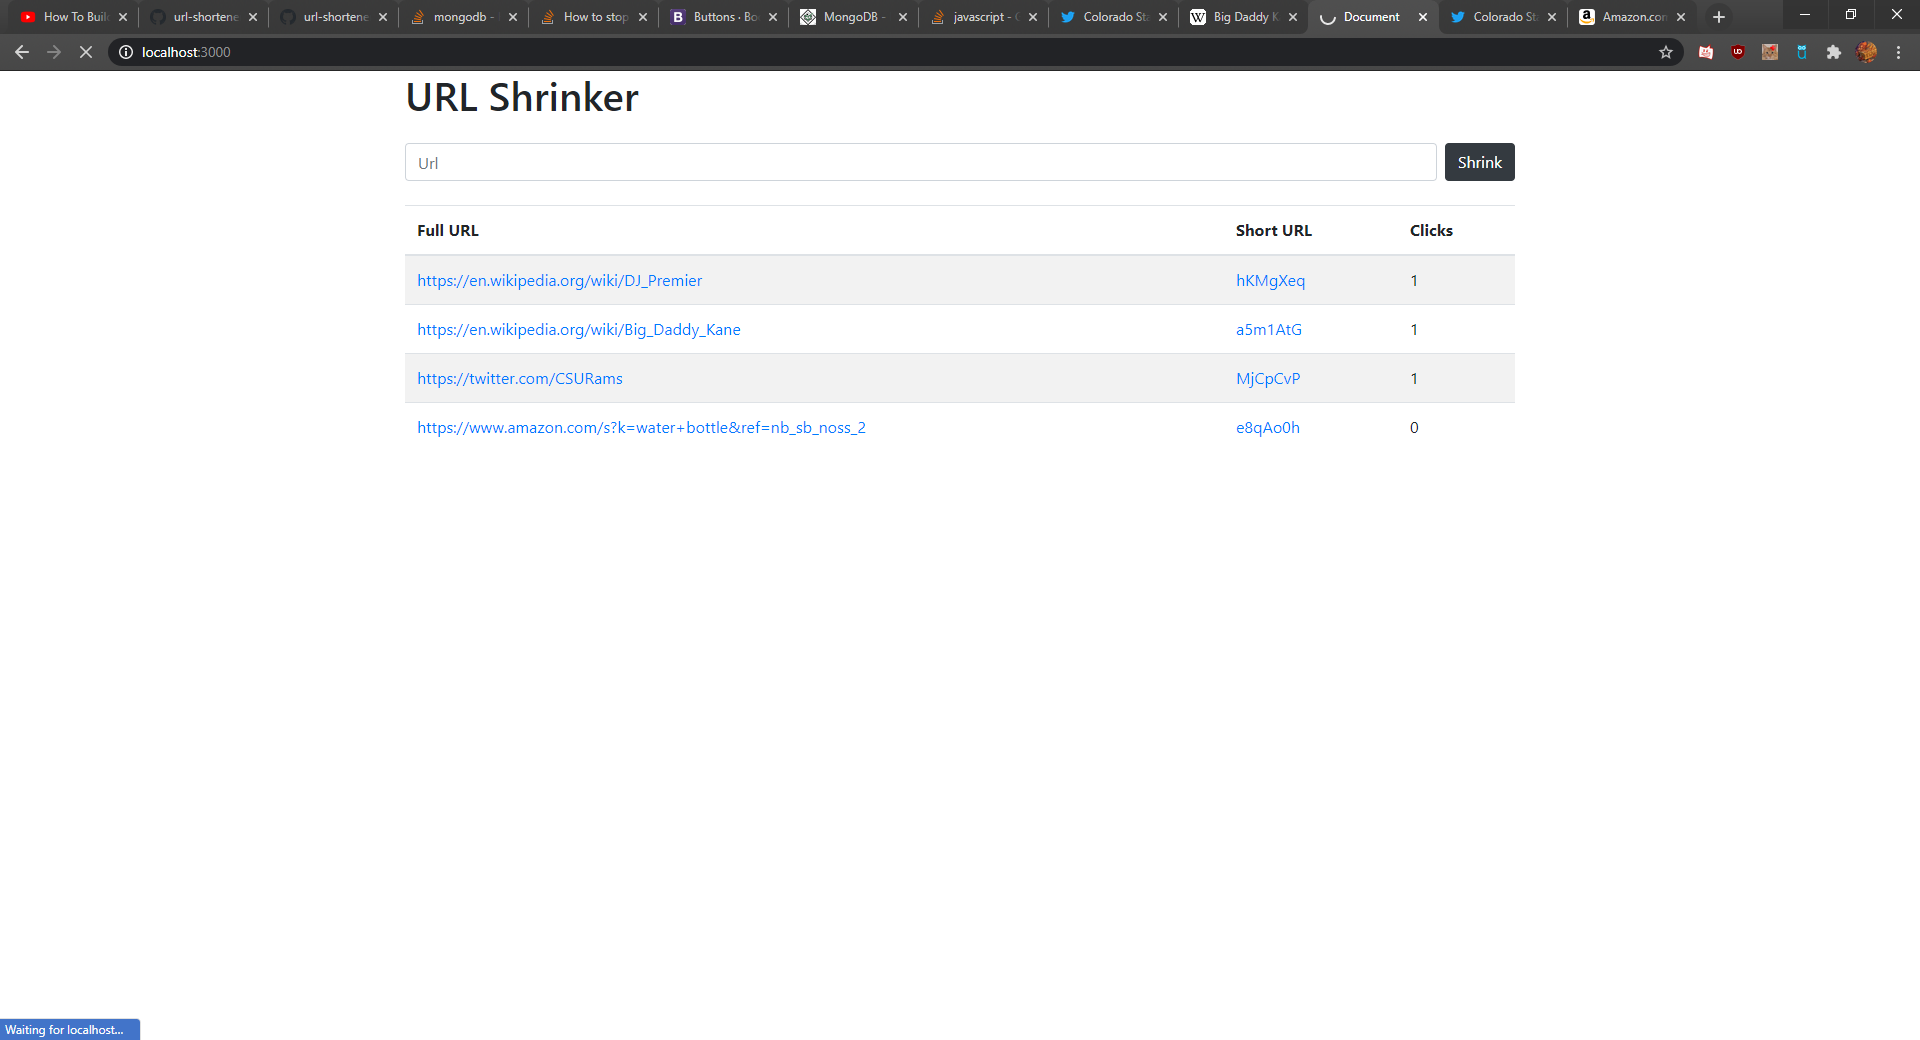 How To Buil
url-shortene
url-shortene
mongodb -
How to stop
Buttons · Bo
MongoDB -
javascript -
Colorado Sta
Big Daddy K
Document
Colorado St
Amazon.com
localhost:3000
URL Shrinker
Url
Shrink
Full URL Short URL Clicks
https://en.wikipedia.org/wiki/DJ_Premier hKMgXeq 1
https://en.wikipedia.org/wiki/Big_Daddy_Kane a5m1AtG 1
https://twitter.com/CSURams MjCpCvP 1
https://www.amazon.com/s?k=water+bottle&ref=nb_sb_noss_2 e8qAo0h 0
Waiting for localhost...